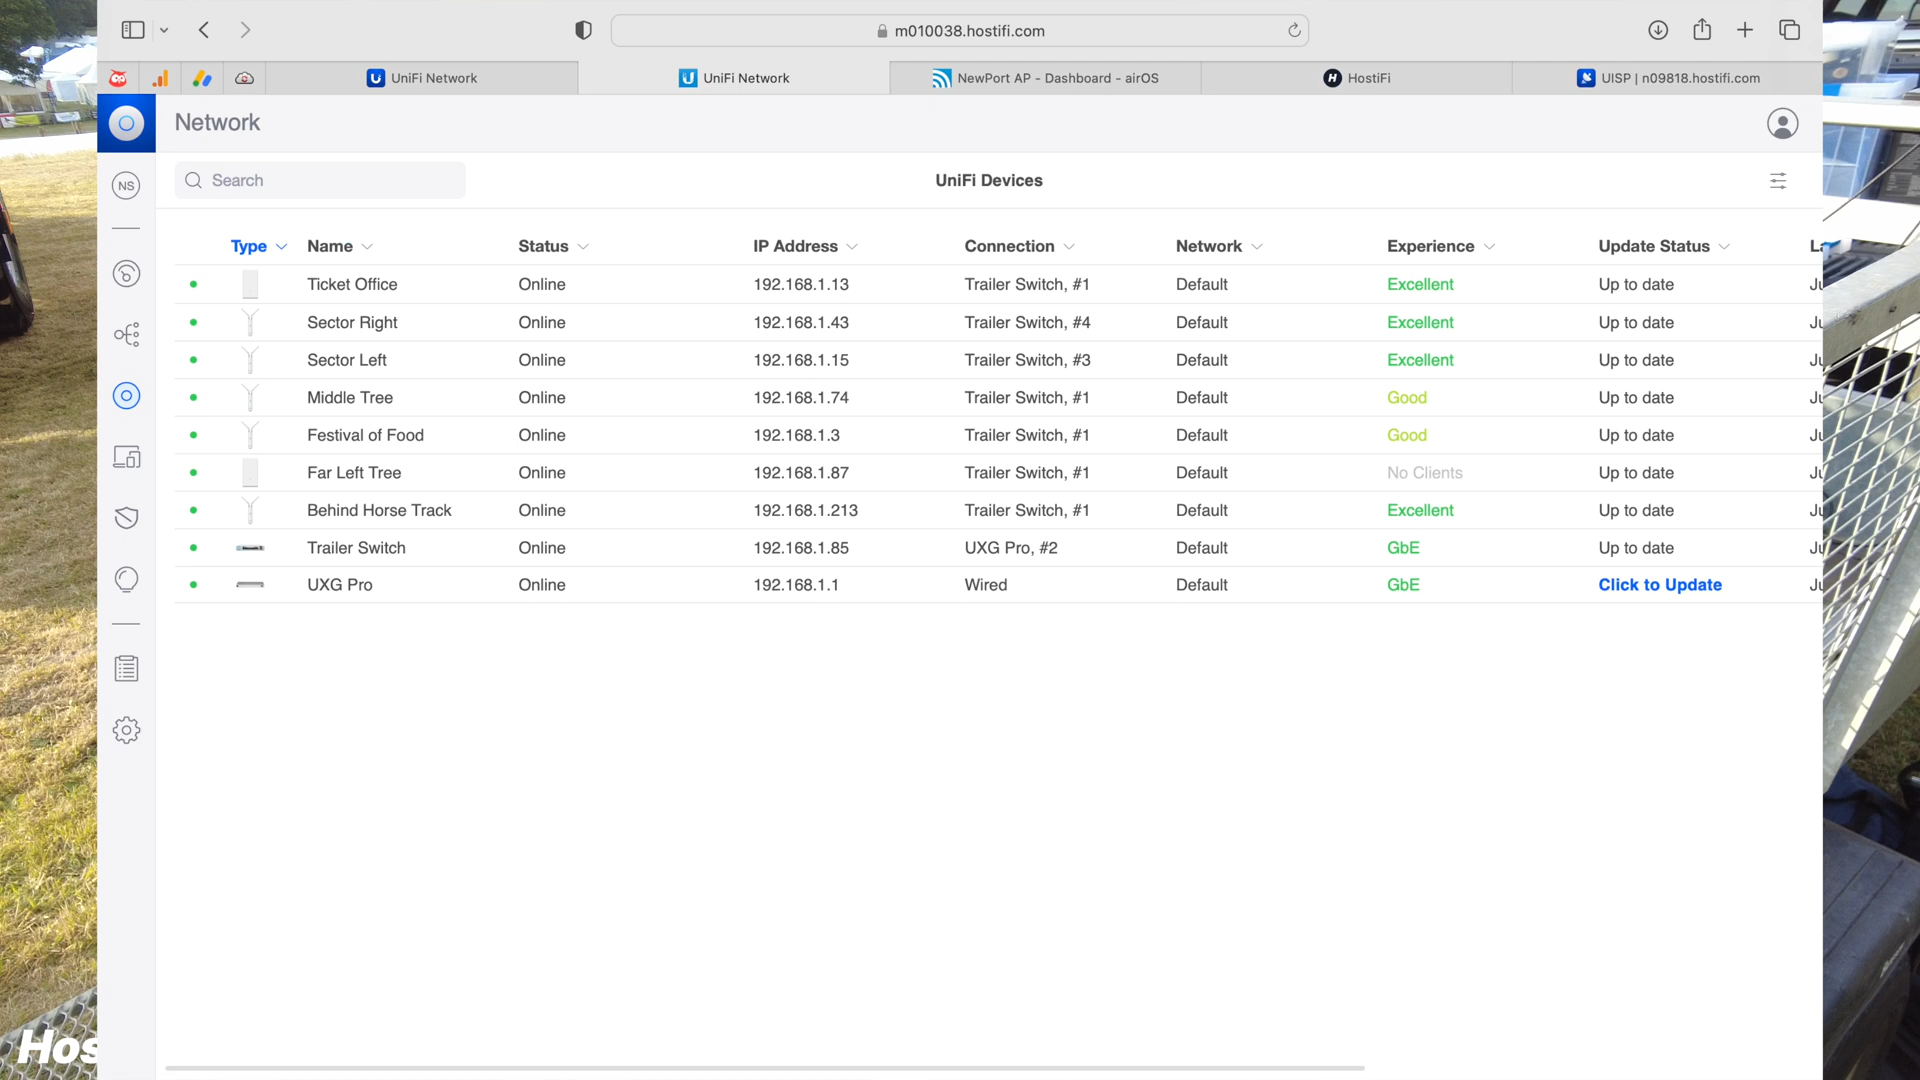 m010038.hostifi.com
UniFi Network
UniFi Network
NewPort AP - Dashboard - airOS
HostiFi
UISP | n09818.hostifi.com
Network
NS
Search
UniFi Devices
Type Name Status IP Address Connection Network Experience Update Status
Ticket Office Online 192.168.1.13 Trailer Switch, #1 Default Excellent Up to date
Sector Right Online 192.168.1.43 Trailer Switch, #4 Default Excellent Up to date
Sector Left Online 192.168.1.15 Trailer Switch, #3 Default Excellent Up to date
Middle Tree Online 192.168.1.74 Trailer Switch, #1 Default Good Up to date
Festival of Food Online 192.168.1.3 Trailer Switch, #1 Default Good Up to date
Far Left Tree Online 192.168.1.87 Trailer Switch, #1 Default No Clients Up to date
Behind Horse Track Online 192.168.1.213 Trailer Switch, #1 Default Excellent Up to date
Trailer Switch Online 192.168.1.85 UXG Pro, #2 Default GbE Up to date
UXG Pro Online 192.168.1.1 Wired Default GbE Click to Update
Hos